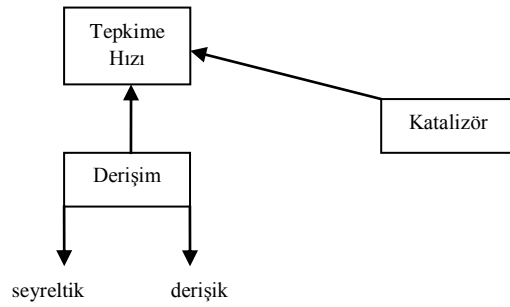 Tepkime
Hızı
Katalizör
Derişim
seyreltik
derişik